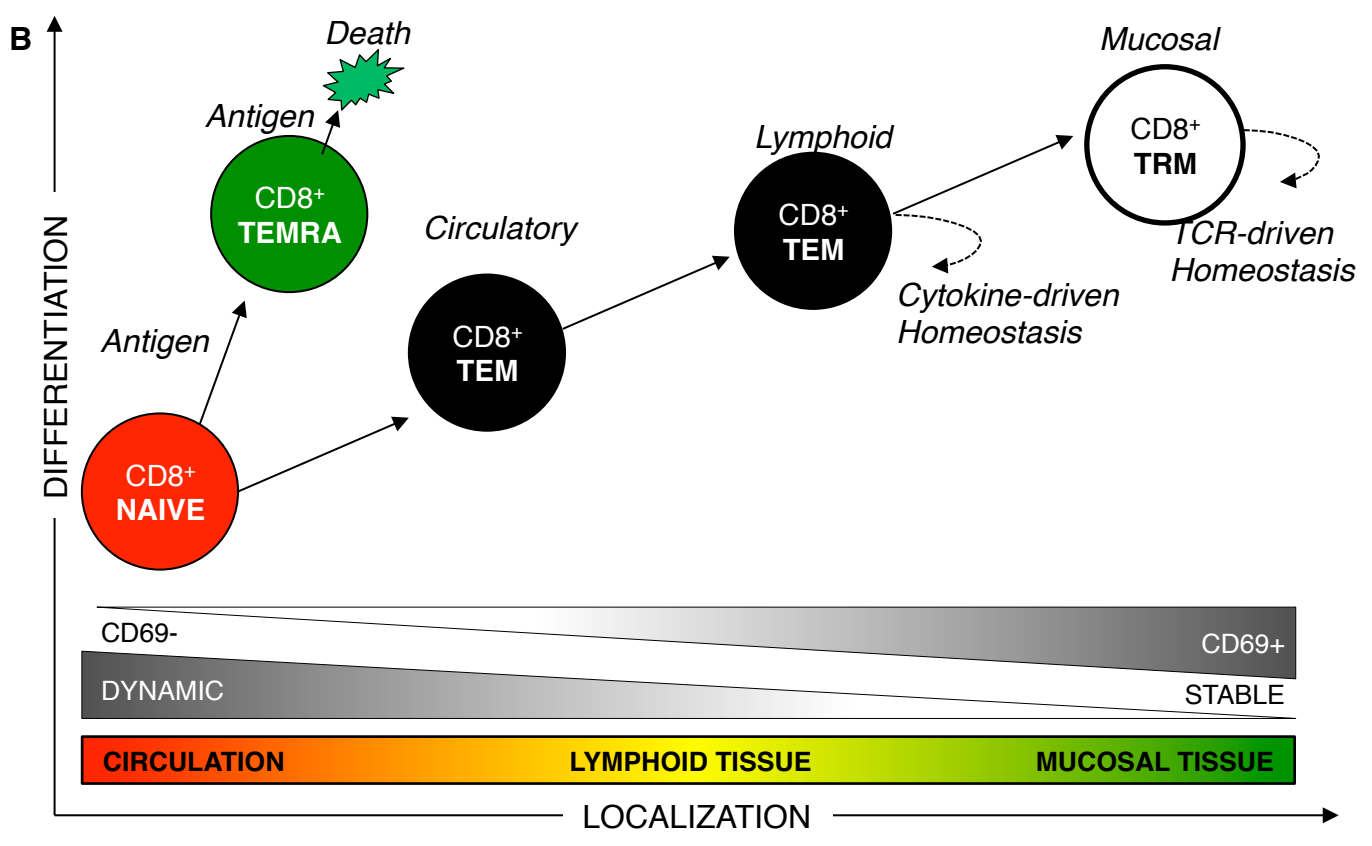 B
Death
Mucosal
Antigen
CD8+
TRM
Lymphoid
CD8+
TEMRA
CD8+
TEM
Circulatory
TCR-driven
Homeostasis
Cytokine-driven
Homeostasis
Antigen
CD8+
TEM
DIFFERENTIATION
CD8+
NAIVE
CD69-
CD69+
DYNAMIC
STABLE
CIRCULATION
LYMPHOID TISSUE
MUCOSAL TISSUE
LOCALIZATION